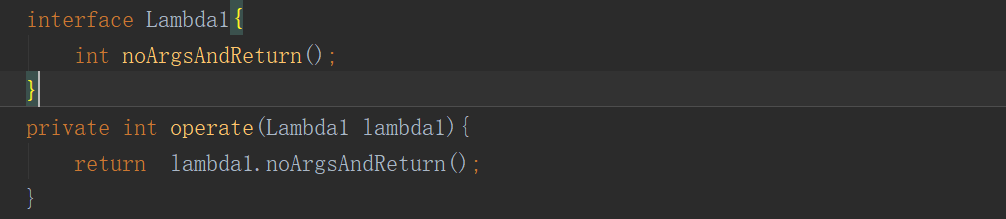 interface Lambda1{
    int noArgsAndReturn();
}
private int operate(Lambda1 lambda1){
    return  lambda1.noArgsAndReturn();
}